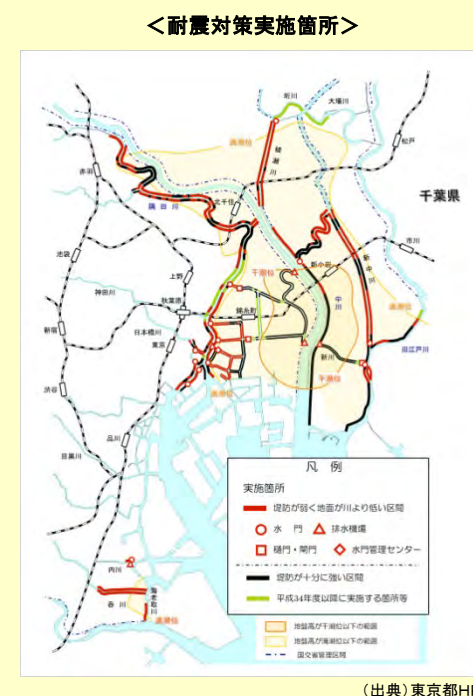 ＜耐震対策実施箇所＞
垳川
大場川
満潮位
綾瀬川
松戸
赤羽
隅田川
北千住
千葉県
市川
池袋
干潮位
新小岩
上野
神田川
秋葉原
錦糸町
中川
満潮位
旧江戸川
新宿
日本橋川
東京
新川
干潮位
渋谷
満潮位
品川
目黒川
凡 例
実施箇所
堤防が弱く地面が川より低い区間
水 門
排水機場
樋門・閘門
水門管理センター
堤防が十分に強い区間
平成34年度以降に実施する箇所等
地盤高が干潮位以下の範囲
地盤高が満潮位以下の範囲
国交省管理区間
内川
海老取川
呑川
満潮位
(出典)東京都HP